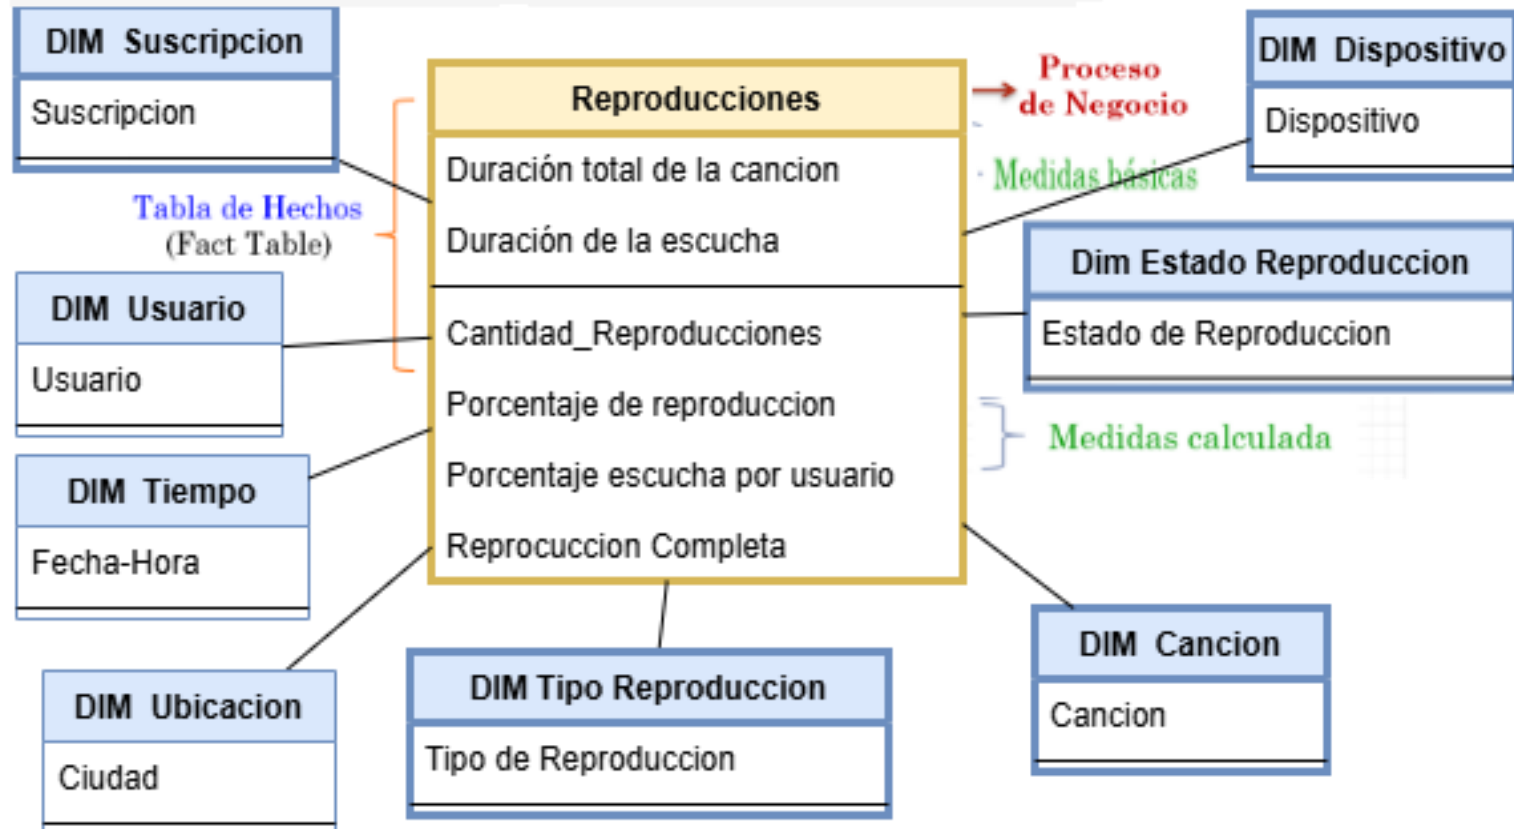 DIM Suscripcion
Suscripcion
Tabla de Hechos
(Fact Table)
DIM Usuario
Usuario
DIM Tiempo
Fecha-Hora
DIM Ubicacion
Ciudad
Reproducciones
Duración total de la cancion
Duración de la escucha
Cantidad_Reproducciones
Porcentaje de reproduccion
Porcentaje escucha por usuario
Reprocuccion Completa
DIM Tipo Reproduccion
Tipo de Reproduccion
Proceso
de Negocio
Medidas básicas
DIM Dispositivo
Dispositivo
Dim Estado Reproduccion
Estado de Reproduccion
Medidas calculada
DIM Cancion
Cancion